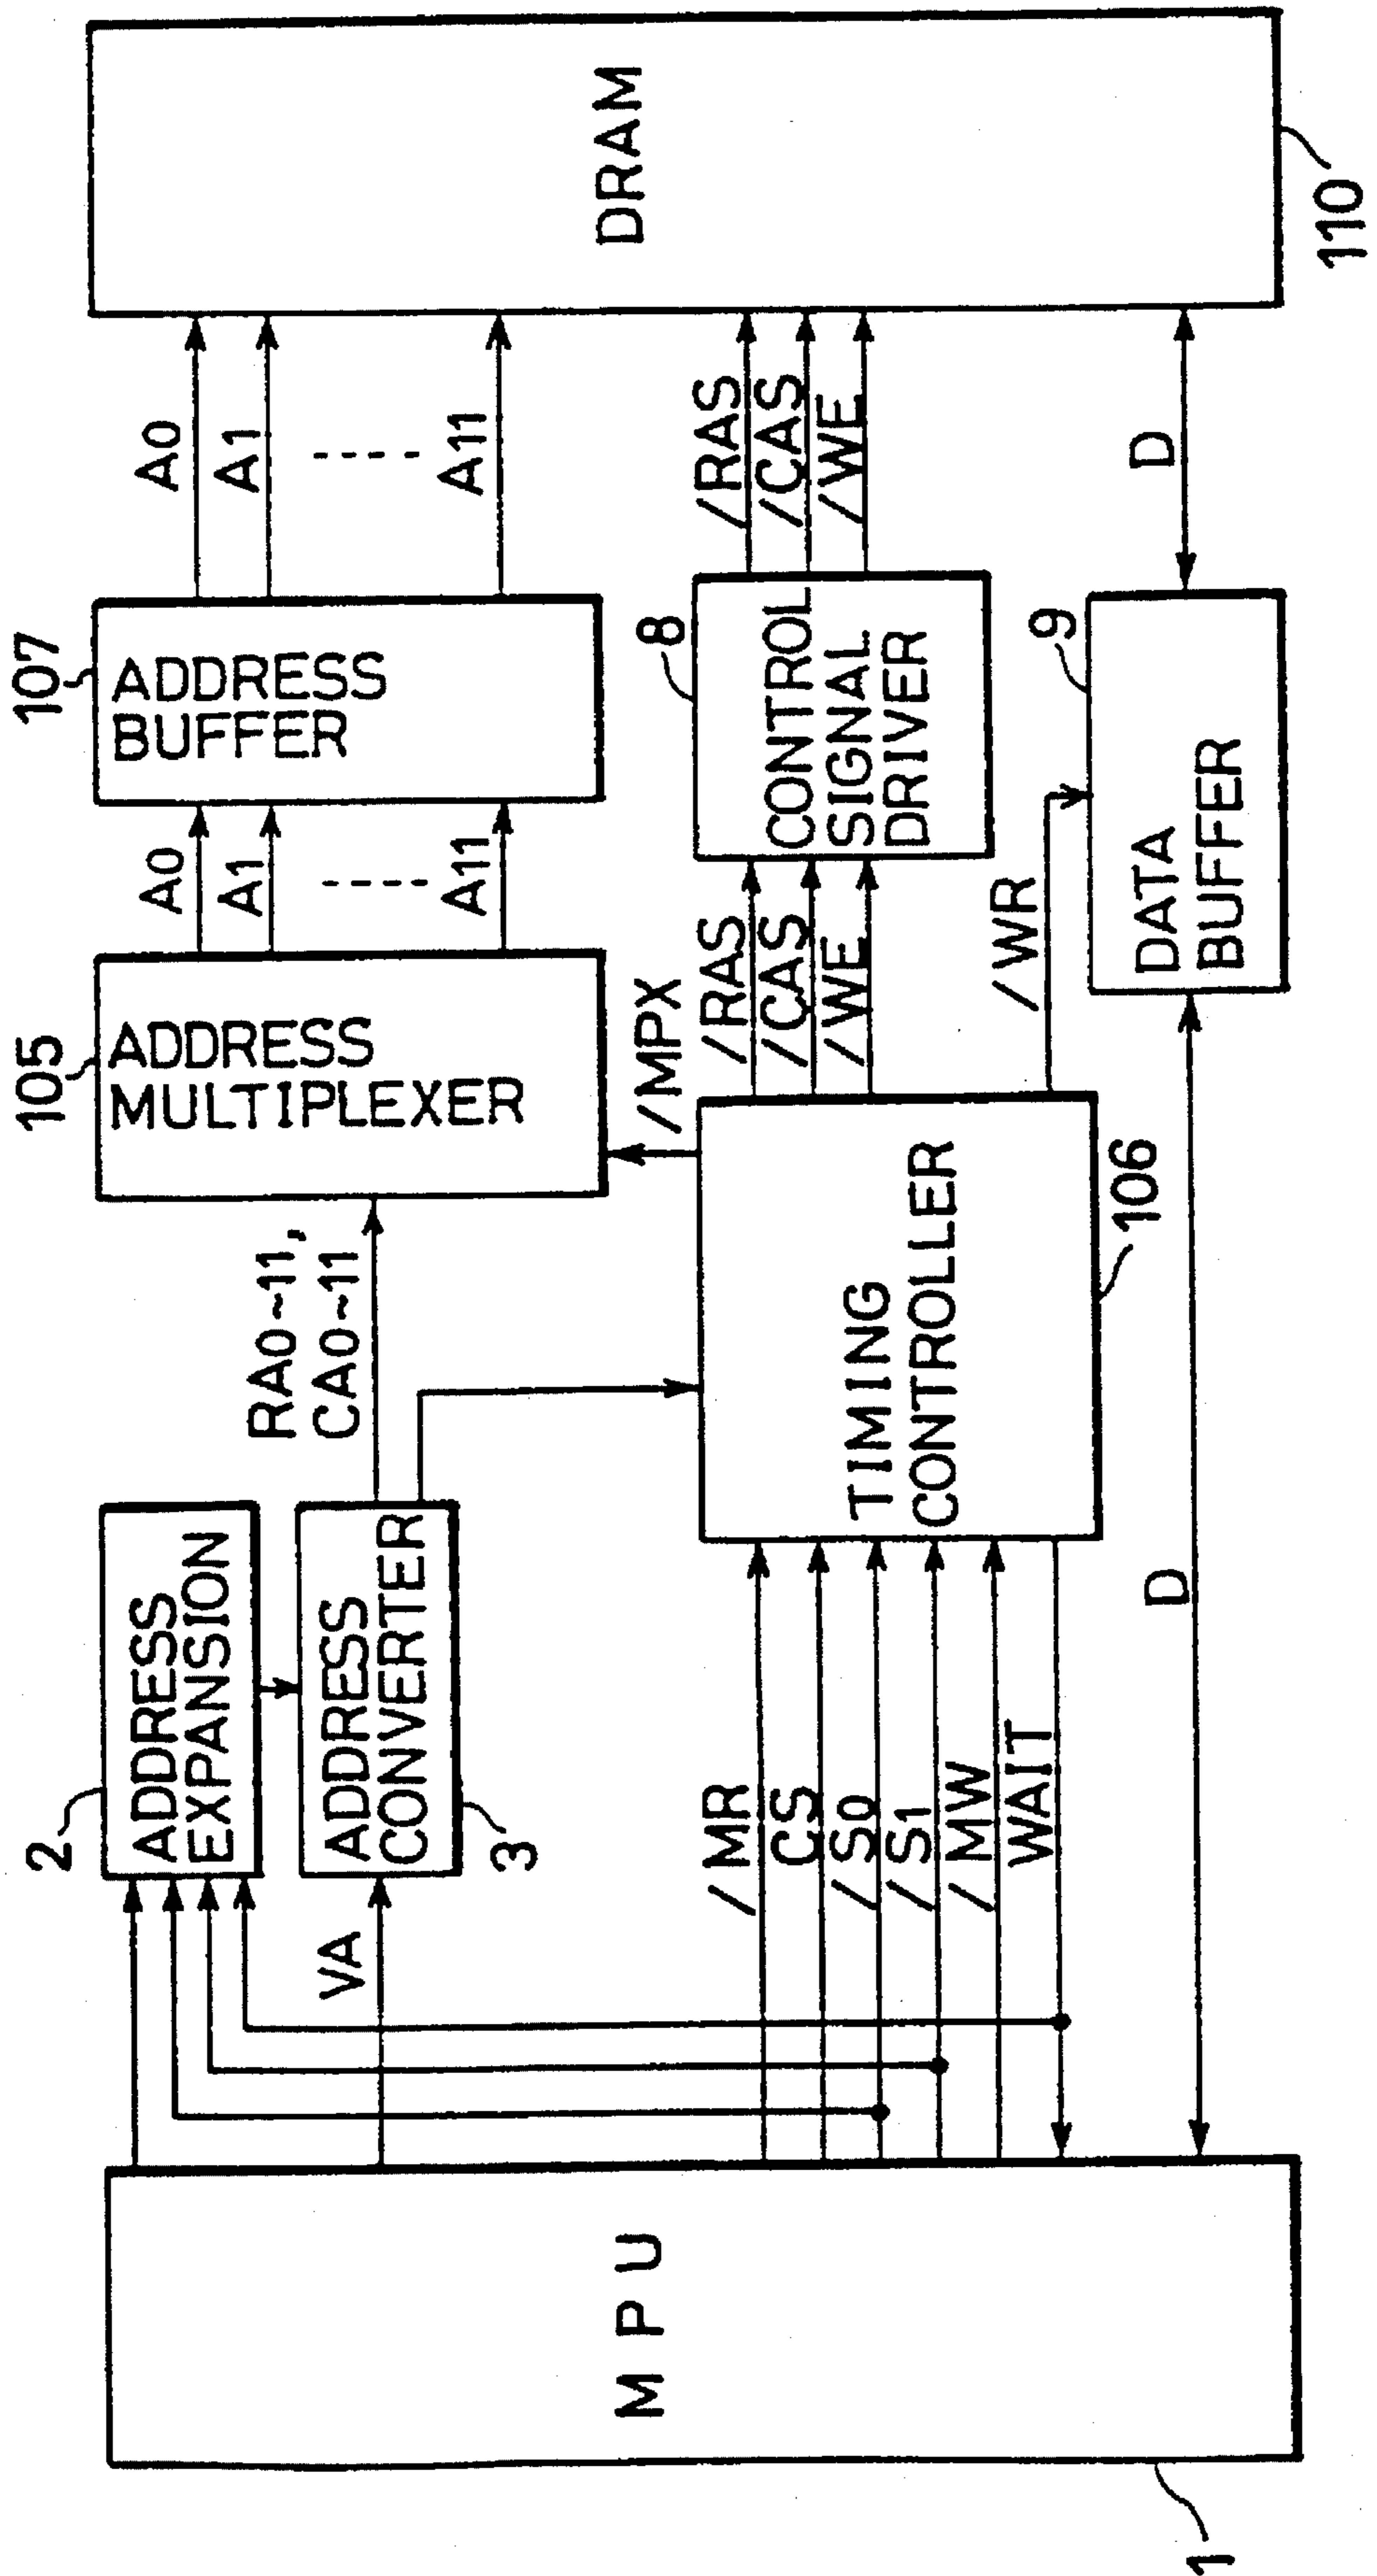 1
M P U
2
ADDRESS
EXPANSION
VA
ADDRESS
CONVERTER
3
/MR
CS
/S0
/S1
/MW
WAIT
D
RA0~11,
CA0~11
TIMING
CONTROLLER
106
105
ADDRESS
MULTIPLEXER
/MPX
/RAS
/CAS
/WE
/WR
A0
A1
-----
A11
107
ADDRESS
BUFFER
8
CONTROL
SIGNAL
DRIVER
9
DATA
BUFFER
A0
A1
-----
A11
/RAS
/CAS
/WE
D
DRAM
110